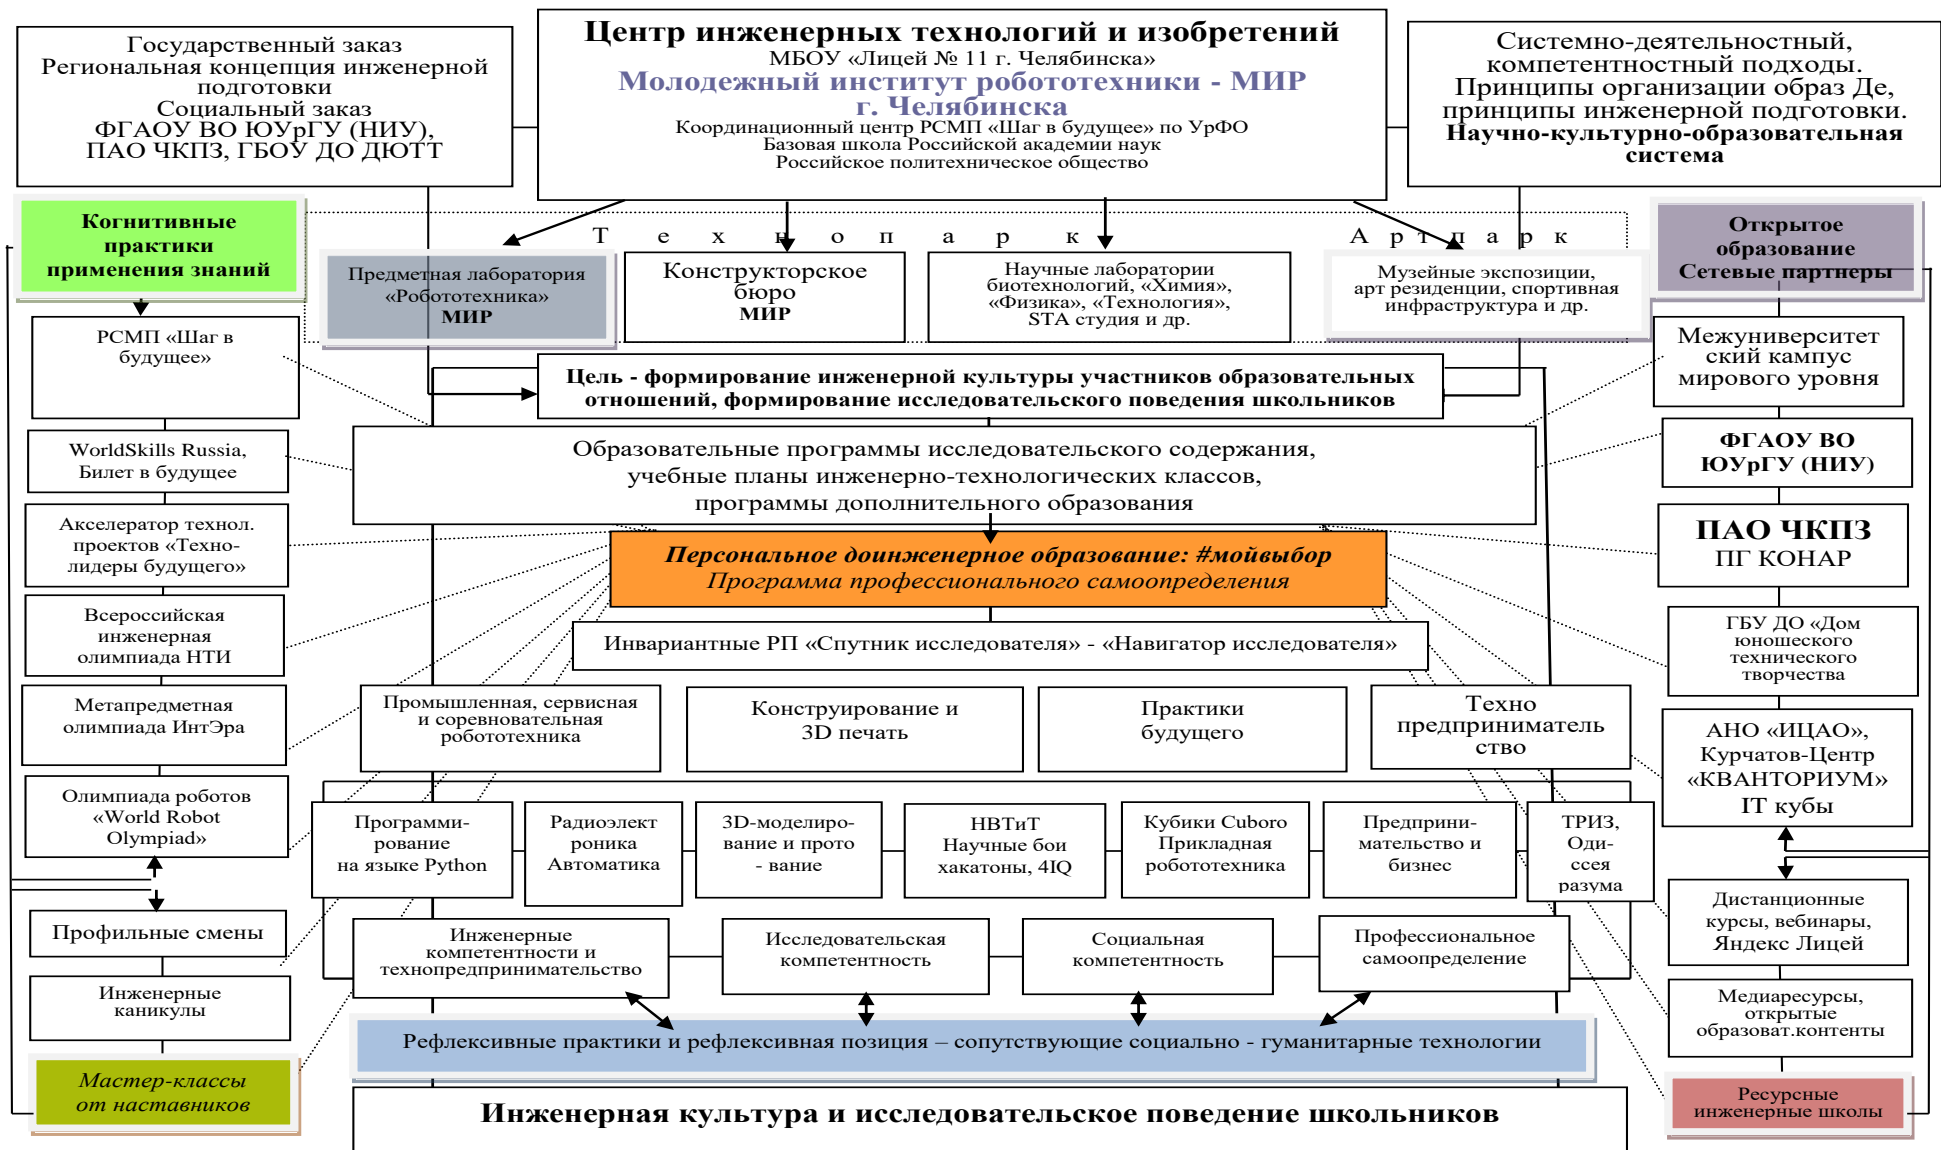 Государственный заказ
Региональная концепция инженерной
подготовки
Социальный заказ
ФГАОУ ВО ЮУрГУ (НИУ),
ПАО ЧКПЗ, ГБОУ ДО ДЮТТ
Центр инженерных технологий и изобретений
МБОУ «Лицей № 11 г. Челябинска»
Молодежный институт робототехники - МИР
г. Челябинска
Координационный центр РСМП «Шаг в будущее» по УрФО
Базовая школа Российской академии наук
Российское политехническое общество
Системно-деятельностный,
компетентностный подходы.
Принципы организации образ Де,
принципы инженерной подготовки.
Научно-культурно-образовательная
система
Когнитивные
практики
применения знаний
Т е х н о п а р к
А р т п а р к
Открытое
образование
Сетевые партнеры
Предметная лаборатория
«Робототехника»
МИР
Конструкторское
бюро
МИР
Научные лаборатории
биотехнологий, «Химия»,
«Физика», «Технология»,
STA студия и др.
Музейные экспозиции,
арт резиденции, спортивная
инфраструктура и др.
РСМП «Шаг в
будущее»
WorldSkills Russia,
Билет в будущее
Акселератор технол.
проектов «Техно-
лидеры будущего»
Всероссийская
инженерная
олимпиада НТИ
Метапредметная
олимпиада ИнтЭра
Олимпиада роботов
«World Robot
Olympiad»
Профильные смены
Инженерные
каникулы
Мастер-классы
от наставников
Цель - формирование инженерной культуры участников образовательных
отношений, формирование исследовательского поведения школьников
Образовательные программы исследовательского содержания,
учебные планы инженерно-технологических классов,
программы дополнительного образования
Персональное доинженерное образование: #мойвыбор
Программа профессионального самоопределения
Инвариантные РП «Спутник исследователя» - «Навигатор исследователя»
Промышленная, сервисная
и соревновательная
робототехника
Конструирование и
3D печать
Практики
будущего
Техно
предприниматель
ство
Программи-
рование
на языке Python
Радиоэлект
роника
Автоматика
3D-моделиро-
вание и прото
- вание
НВТиТ
Научные бои
хакатоны, 4IQ
Кубики Cuboro
Прикладная
робототехника
Предприни-
мательство и
бизнес
ТРИЗ,
Оди-
ссея
разума
Инженерные
компетентности и
технопредпринимательство
Исследовательская
компетентность
Социальная
компетентность
Профессиональное
самоопределение
Рефлексивные практики и рефлексивная позиция – сопутствующие социально - гуманитарные технологии
Инженерная культура и исследовательское поведение школьников
Межуниверситет
ский кампус
мирового уровня
ФГАОУ ВО
ЮУрГУ (НИУ)
ПАО ЧКПЗ
ПГ КОНАР
ГБУ ДО «Дом
юношеского
технического
творчества
АНО «ИЦАО»,
Курчатов-Центр
«КВАНТОРИУМ»
IT кубы
Дистанционные
курсы, вебинары,
Яндекс Лицей
Медиаресурсы,
открытые
образоват.контенты
Ресурсные
инженерные школы